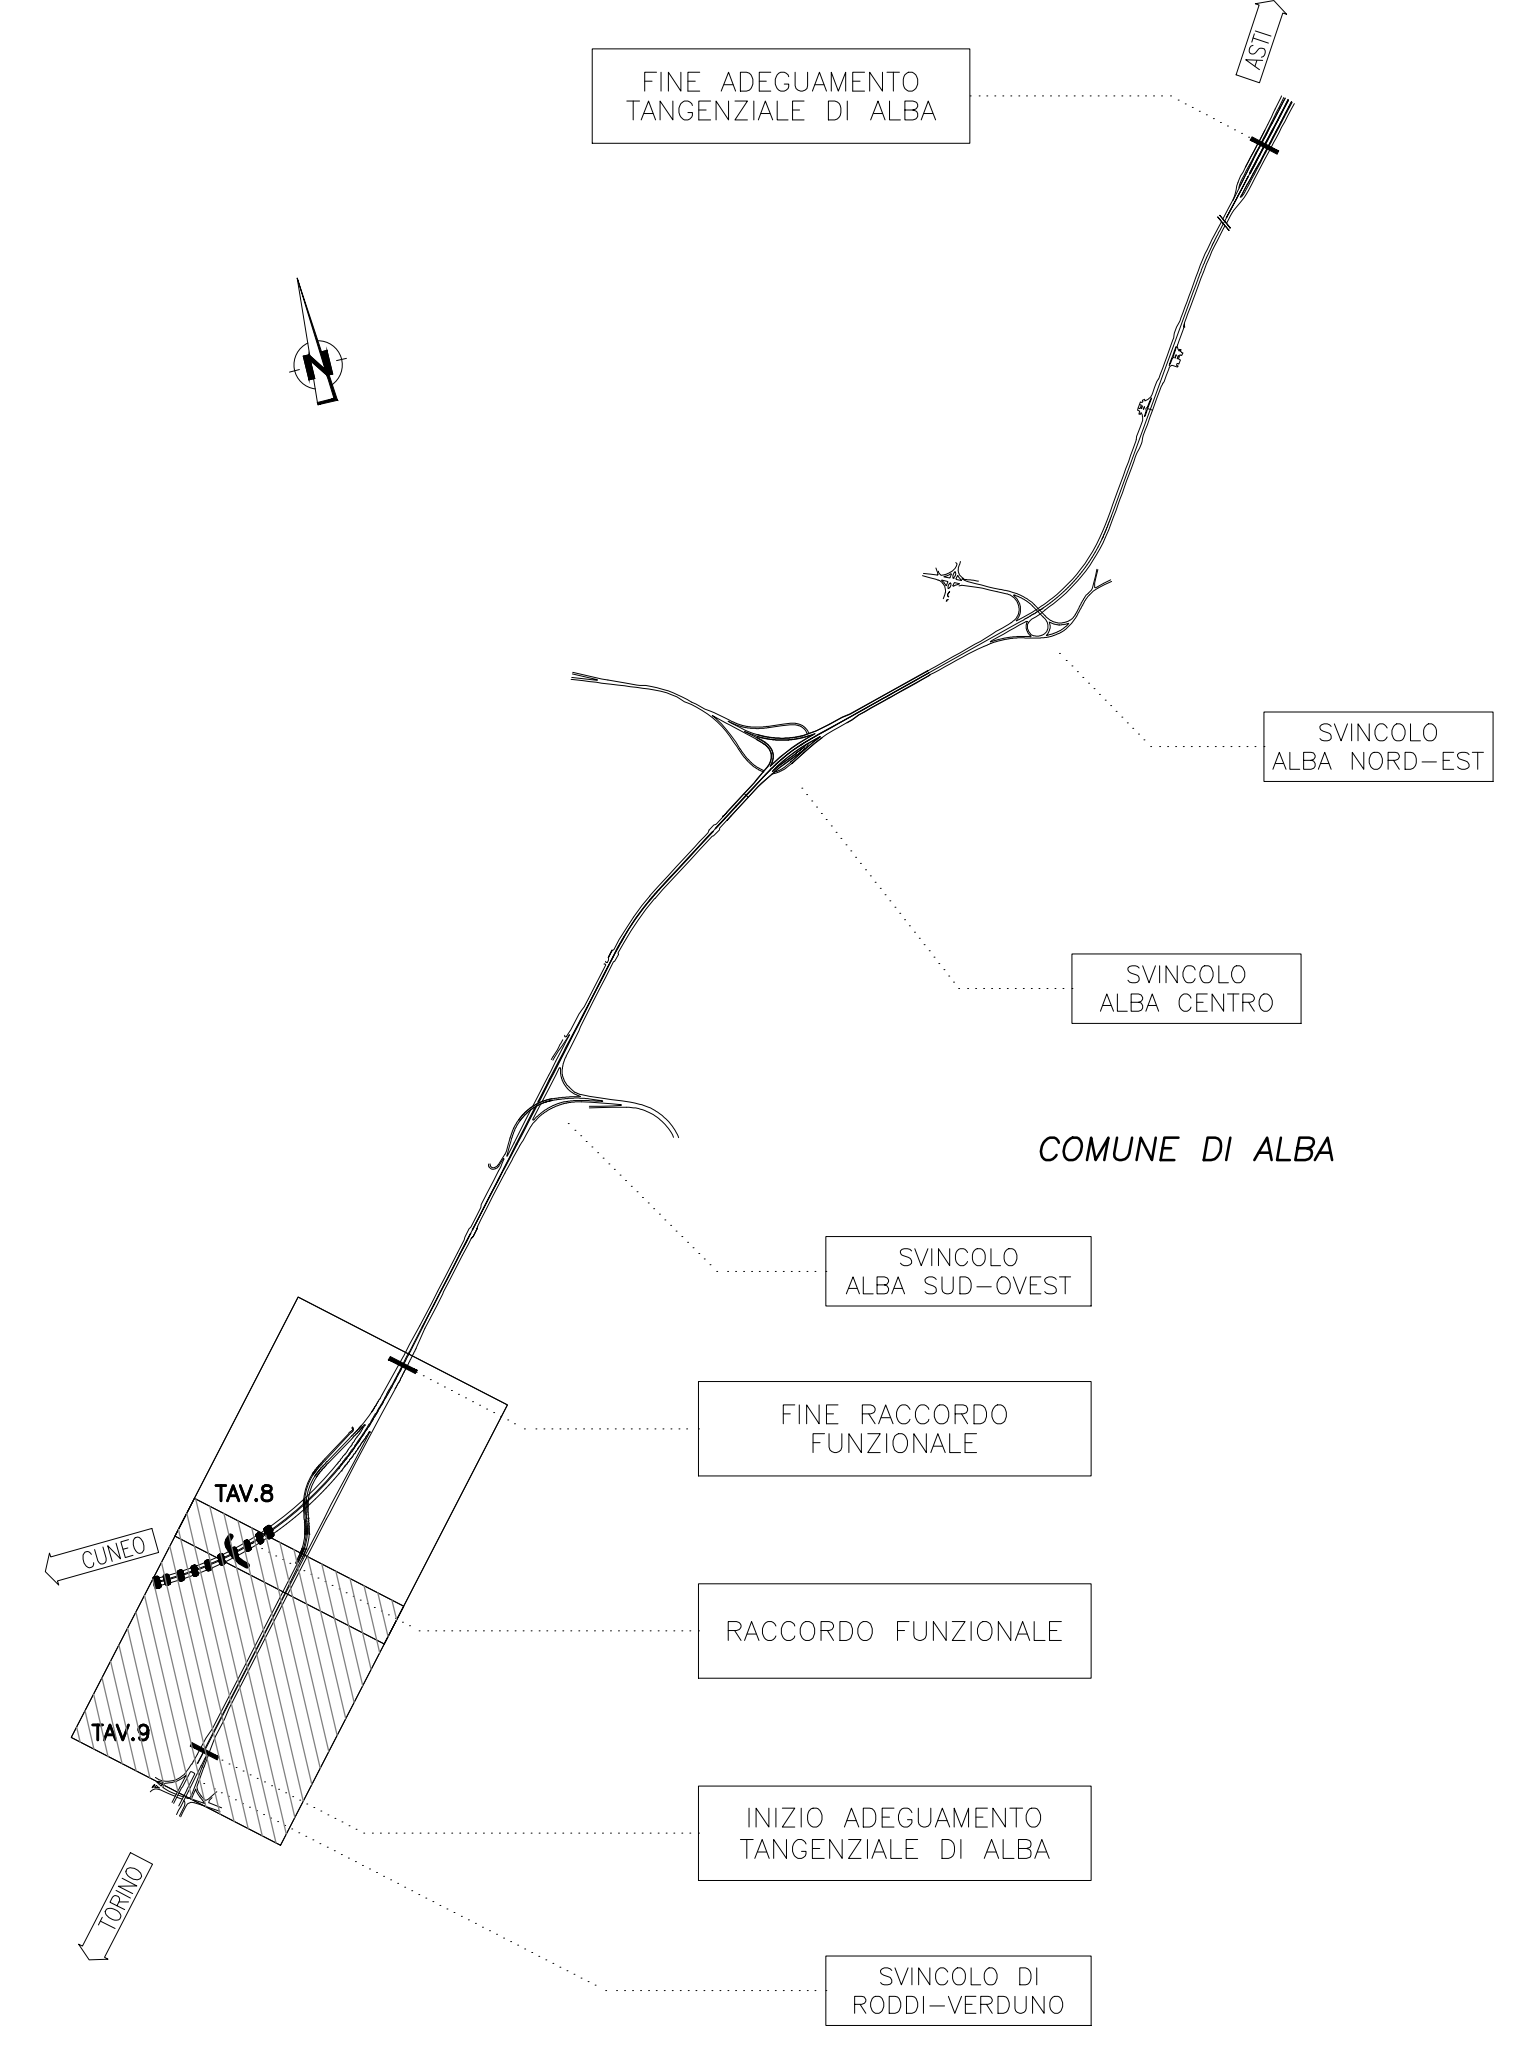 ASTI
FINE ADEGUAMENTO
TANGENZIALE DI ALBA
N
SVINCOLO
ALBA NORD-EST
SVINCOLO
ALBA CENTRO
COMUNE DI ALBA
SVINCOLO
ALBA SUD-OVEST
FINE RACCORDO
FUNZIONALE
TAV.8
CUNEO
RACCORDO FUNZIONALE
TAV.9
INIZIO ADEGUAMENTO
TANGENZIALE DI ALBA
TORINO
SVINCOLO DI
RODDI-VERDUNO